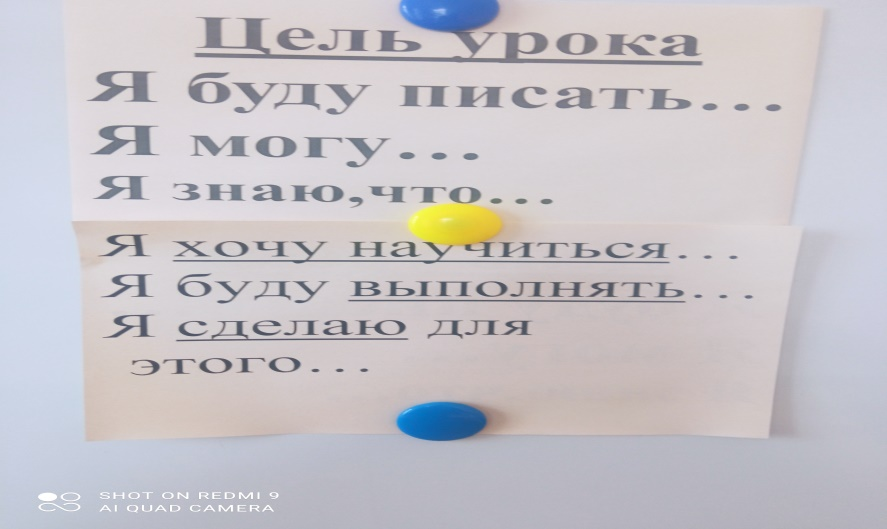 Цель урока
Я буду писать...
Я могу...
Я знаю,что...
Я хочу научиться...
Я буду выполнять...
Я сделаю для
этого...
SHOT ON REDMI 9
AI QUAD CAMERA